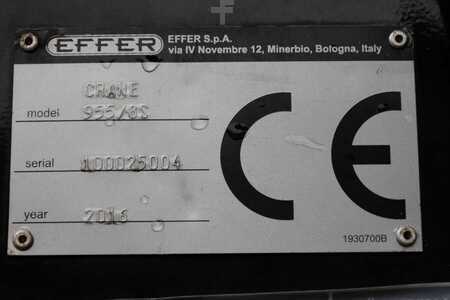 EFFER
EFFER S.p.A.
via IV Novembre 12, Minerbio, Bologna, Italy
CRANE
model 955/8S
serial 100025004
year 2016
CE
1930700B